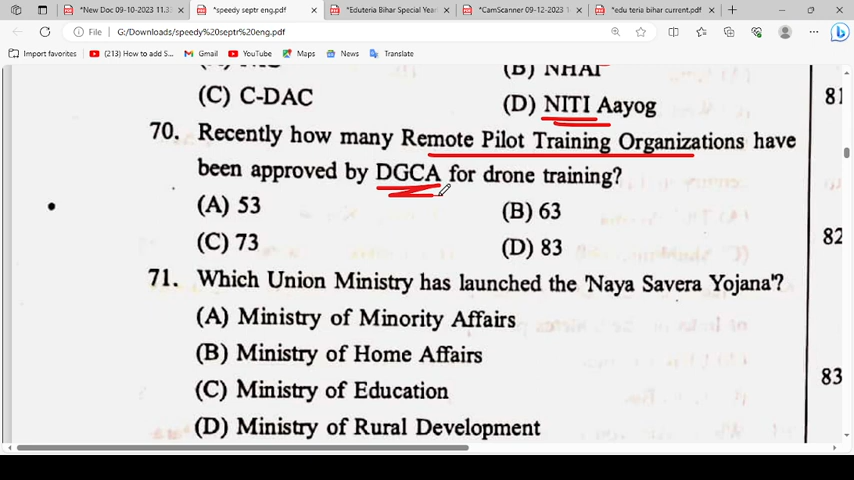 *New Doc 09-10-2023 11.3
*speedy septr eng.pdf
*Eduteria Bihar Special Year
*CamScanner 09-12-2023 1
*edu teria bihar current.pdf
File
G:/Downloads/speedy%20septr%20eng.pdf
Import favorites
(213) How to add S...
Gmail
YouTube
Maps
News
Translate
(B) NHAI
(C) C-DAC
(D) NITI Aayog
81
70. Recently how many Remote Pilot Training Organizations have
been approved by DGCA for drone training?
(A) 53
(B) 63
(C) 73
(D) 83
82
71. Which Union Ministry has launched the 'Naya Savera Yojana'?
(A) Ministry of Minority Affairs
(B) Ministry of Home Affairs
(C) Ministry of Education
83
(D) Ministry of Rural Development